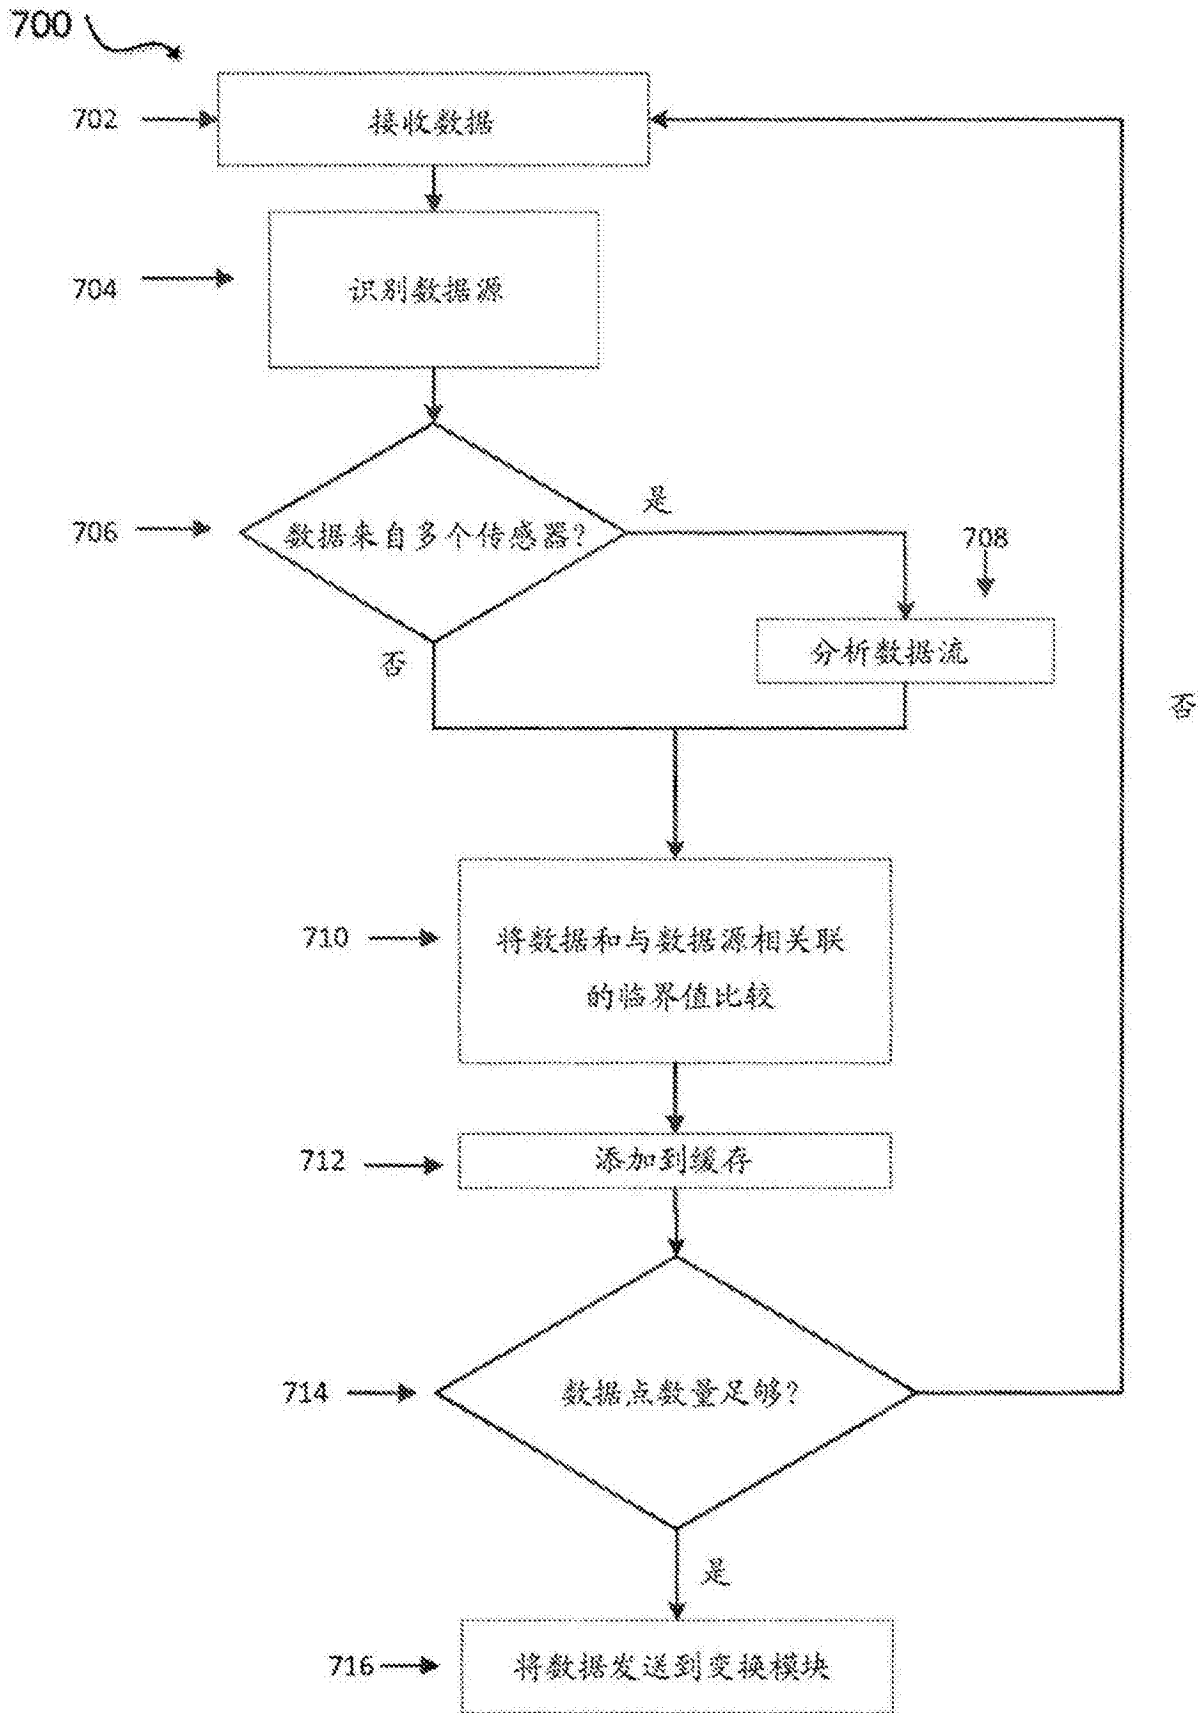 700
702
接收数据
704
识别数据源
706
数据来自多个传感器？
是
708
分析数据流
否
否
710
将数据和与数据源相关联
的临界值比较
712
添加到缓存
714
数据点数量足够？
是
716
将数据发送到变换模块